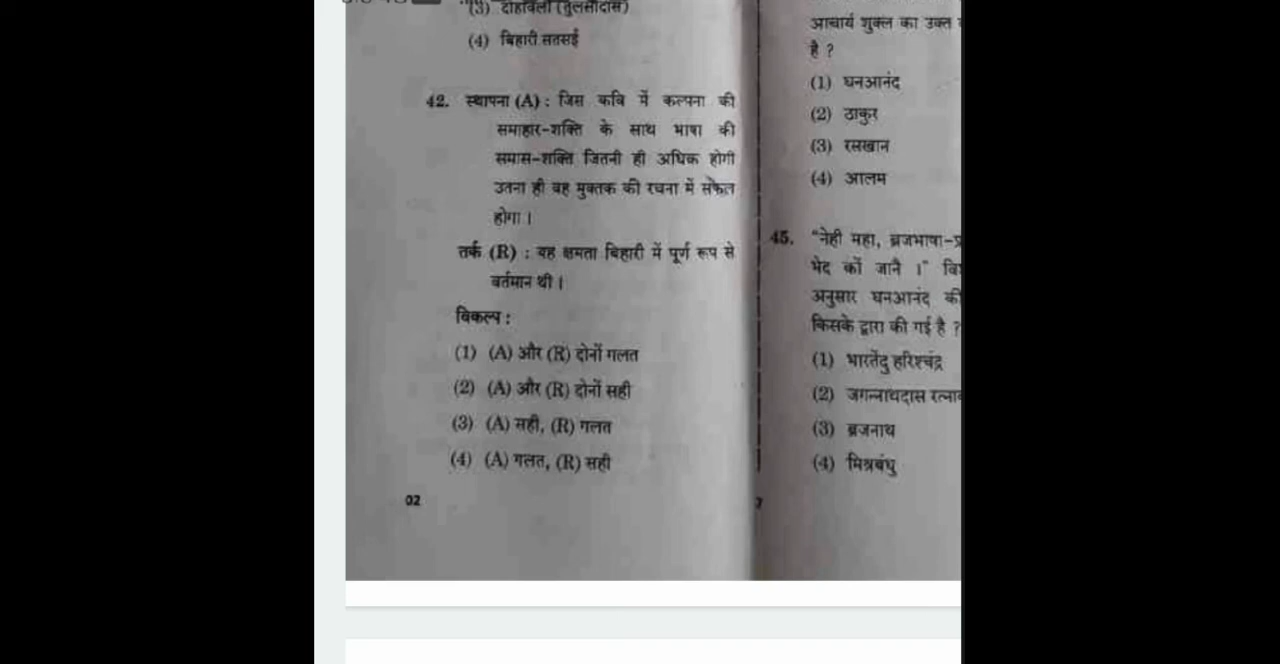 (3) दोहावली (तुलसीदास)
(4) बिहारी सतसई
42. स्थापना (A) : जिस कवि में कल्पना की
समाहार-शक्ति के साथ भाषा की
समास-शक्ति जितनी ही अधिक होगी
उतना ही वह मुक्तक की रचना में सफल
होगा ।
तर्क (R) : यह क्षमता बिहारी में पूर्ण रूप से
वर्तमान थी ।
विकल्प :
(1) (A) और (R) दोनों गलत
(2) (A) और (R) दोनों सही
(3) (A) सही, (R) गलत
(4) (A) गलत, (R) सही
02
आचार्य शुक्ल का उक्त
है ?
(1) घनआनंद
(2) ठाकुर
(3) रसखान
(4) आलम
45. "नेही महा, ब्रजभाषा-प्र
भेद कों जानै ।" वि
अनुसार घनआनंद की
किसके द्वारा की गई है ?
(1) भारतेंदु हरिश्चंद्र
(2) जगन्नाथदास रत्ना
(3) ब्रजनाथ
(4) मिश्रबंधु
7